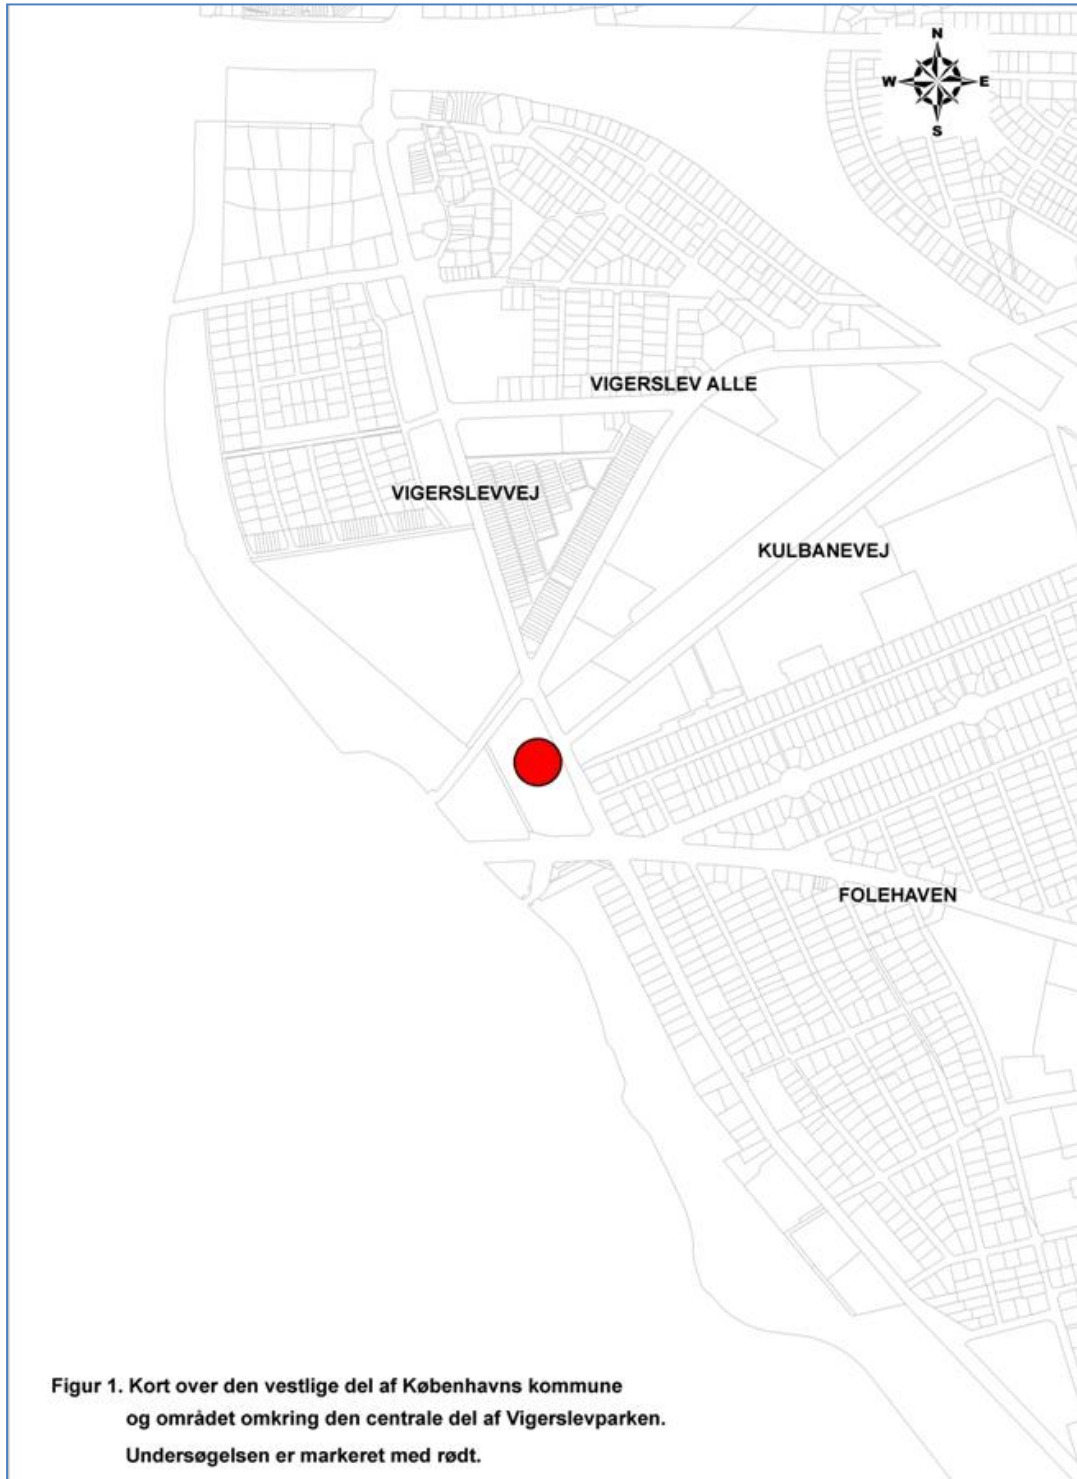 N
W E
S
VIGERSLEV ALLE
VIGERSLEVVEJ
KULBANEVEJ
FOLEHAVEN
Figur 1. Kort over den vestlige del af Københavns kommune
og området omkring den centrale del af Vigerslevparken.
Undersøgelsen er markeret med rødt.